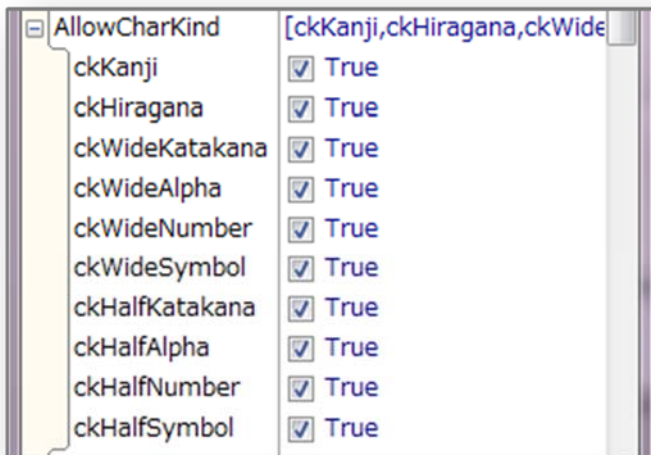 AllowCharKind [ckKanji,ckHiragana,ckWide
ckKanji True
ckHiragana True
ckWideKatakana True
ckWideAlpha True
ckWideNumber True
ckWideSymbol True
ckHalfKatakana True
ckHalfAlpha True
ckHalfNumber True
ckHalfSymbol True